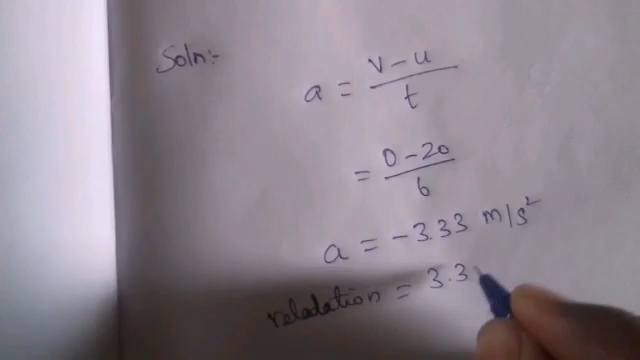 Soln:-
a = v - u / t
= 0 - 20 / 6
a = -3.33 m/s²
reladation = 3.3